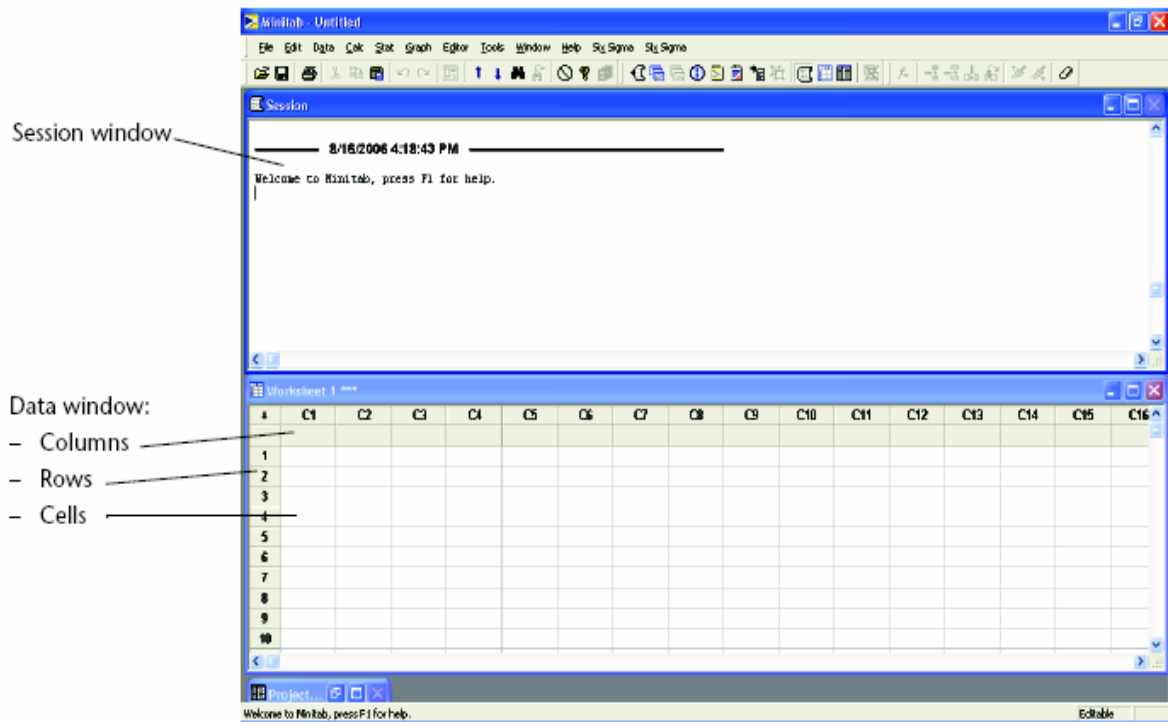 Minitab - Untitled
File Edit Data Calc Stat Graph Editor Tools Window Help Six Sigma Six Sigma
Session
Session window
8/16/2006 4:18:43 PM
Welcome to Minitab, press F1 for help.
Worksheet 1 ***
Data window:
– Columns
– Rows
– Cells
C1 C2 C3 C4 C5 C6 C7 C8 C9 C10 C11 C12 C13 C14 C15 C16
1
2
3
4
5
6
7
8
9
10
Project...
Welcome to Minitab, press F1 for help. Editable